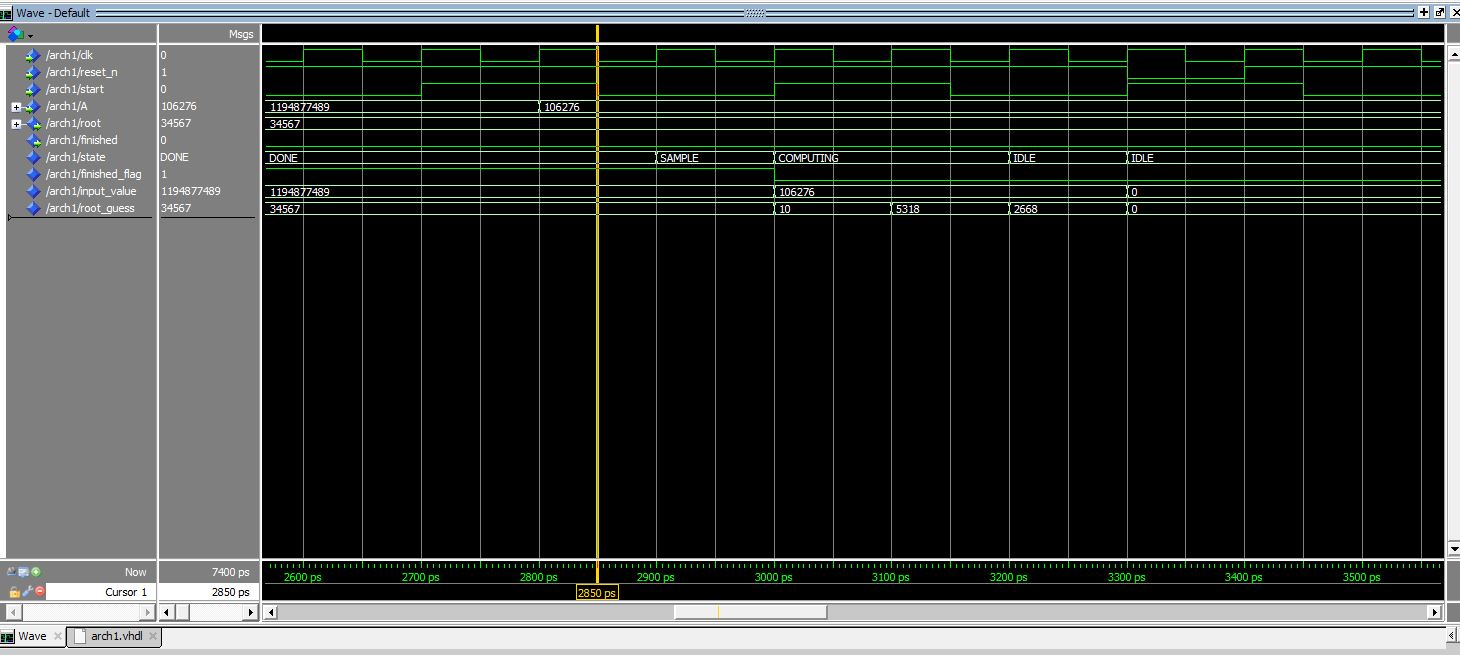 Wave - Default
Msgs
/arch1/clk 0
/arch1/reset_n 1
/arch1/start 0
/arch1/A 106276 1194877489 106276
/arch1/root 34567 34567
/arch1/finished 0
/arch1/state DONE DONE SAMPLE COMPUTING IDLE IDLE
/arch1/finished_flag 1
/arch1/input_value 1194877489 1194877489 106276 0
/arch1/root_guess 34567 34567 10 5318 2668 0
Now 7400 ps 2600 ps 2700 ps 2800 ps 2900 ps 3000 ps 3100 ps 3200 ps 3300 ps 3400 ps 3500 ps
Cursor 1 2850 ps 2850 ps
Wave arch1.vhdl